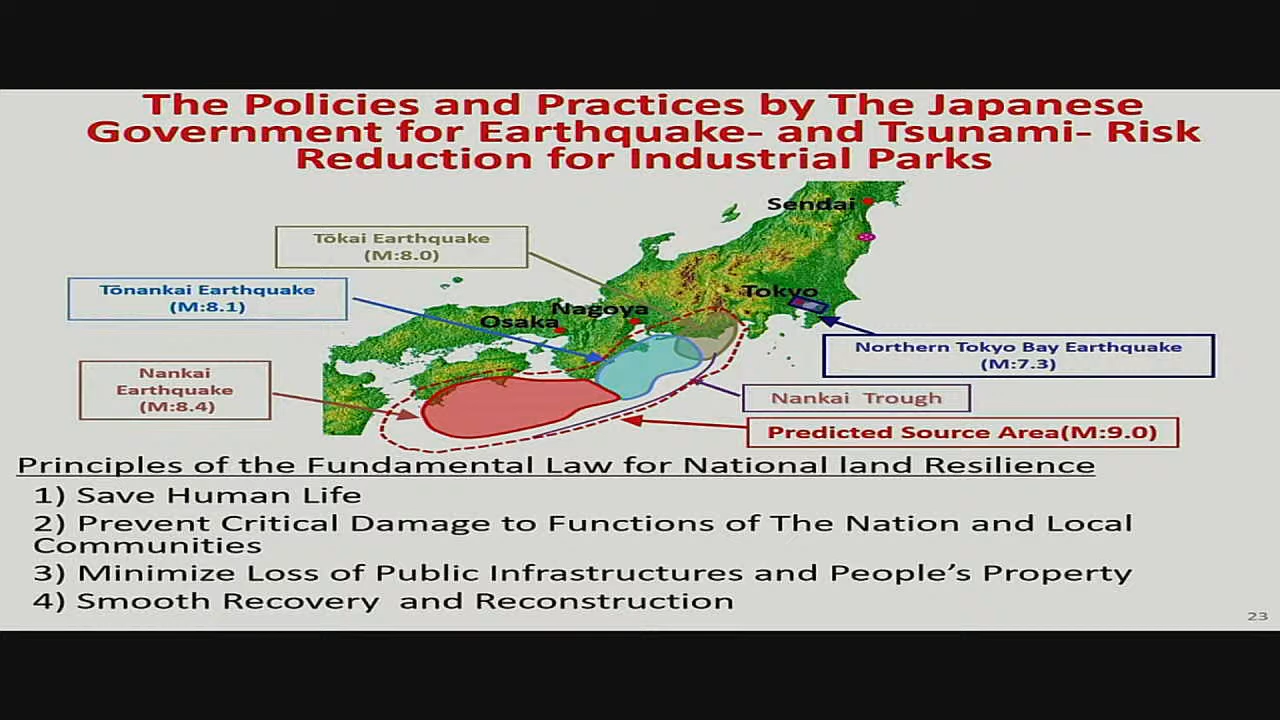 The Policies and Practices by The Japanese
Government for Earthquake- and Tsunami- Risk
Reduction for Industrial Parks
Sendai
Tōkai Earthquake
(M:8.0)
Tōnankai Earthquake
(M:8.1)
Tokyo
Nagoya
Osaka
Northern Tokyo Bay Earthquake
(M:7.3)
Nankai
Earthquake
(M:8.4)
Nankai Trough
Predicted Source Area(M:9.0)
Principles of the Fundamental Law for National land Resilience
1) Save Human Life
2) Prevent Critical Damage to Functions of The Nation and Local
Communities
3) Minimize Loss of Public Infrastructures and People’s Property
4) Smooth Recovery and Reconstruction
23